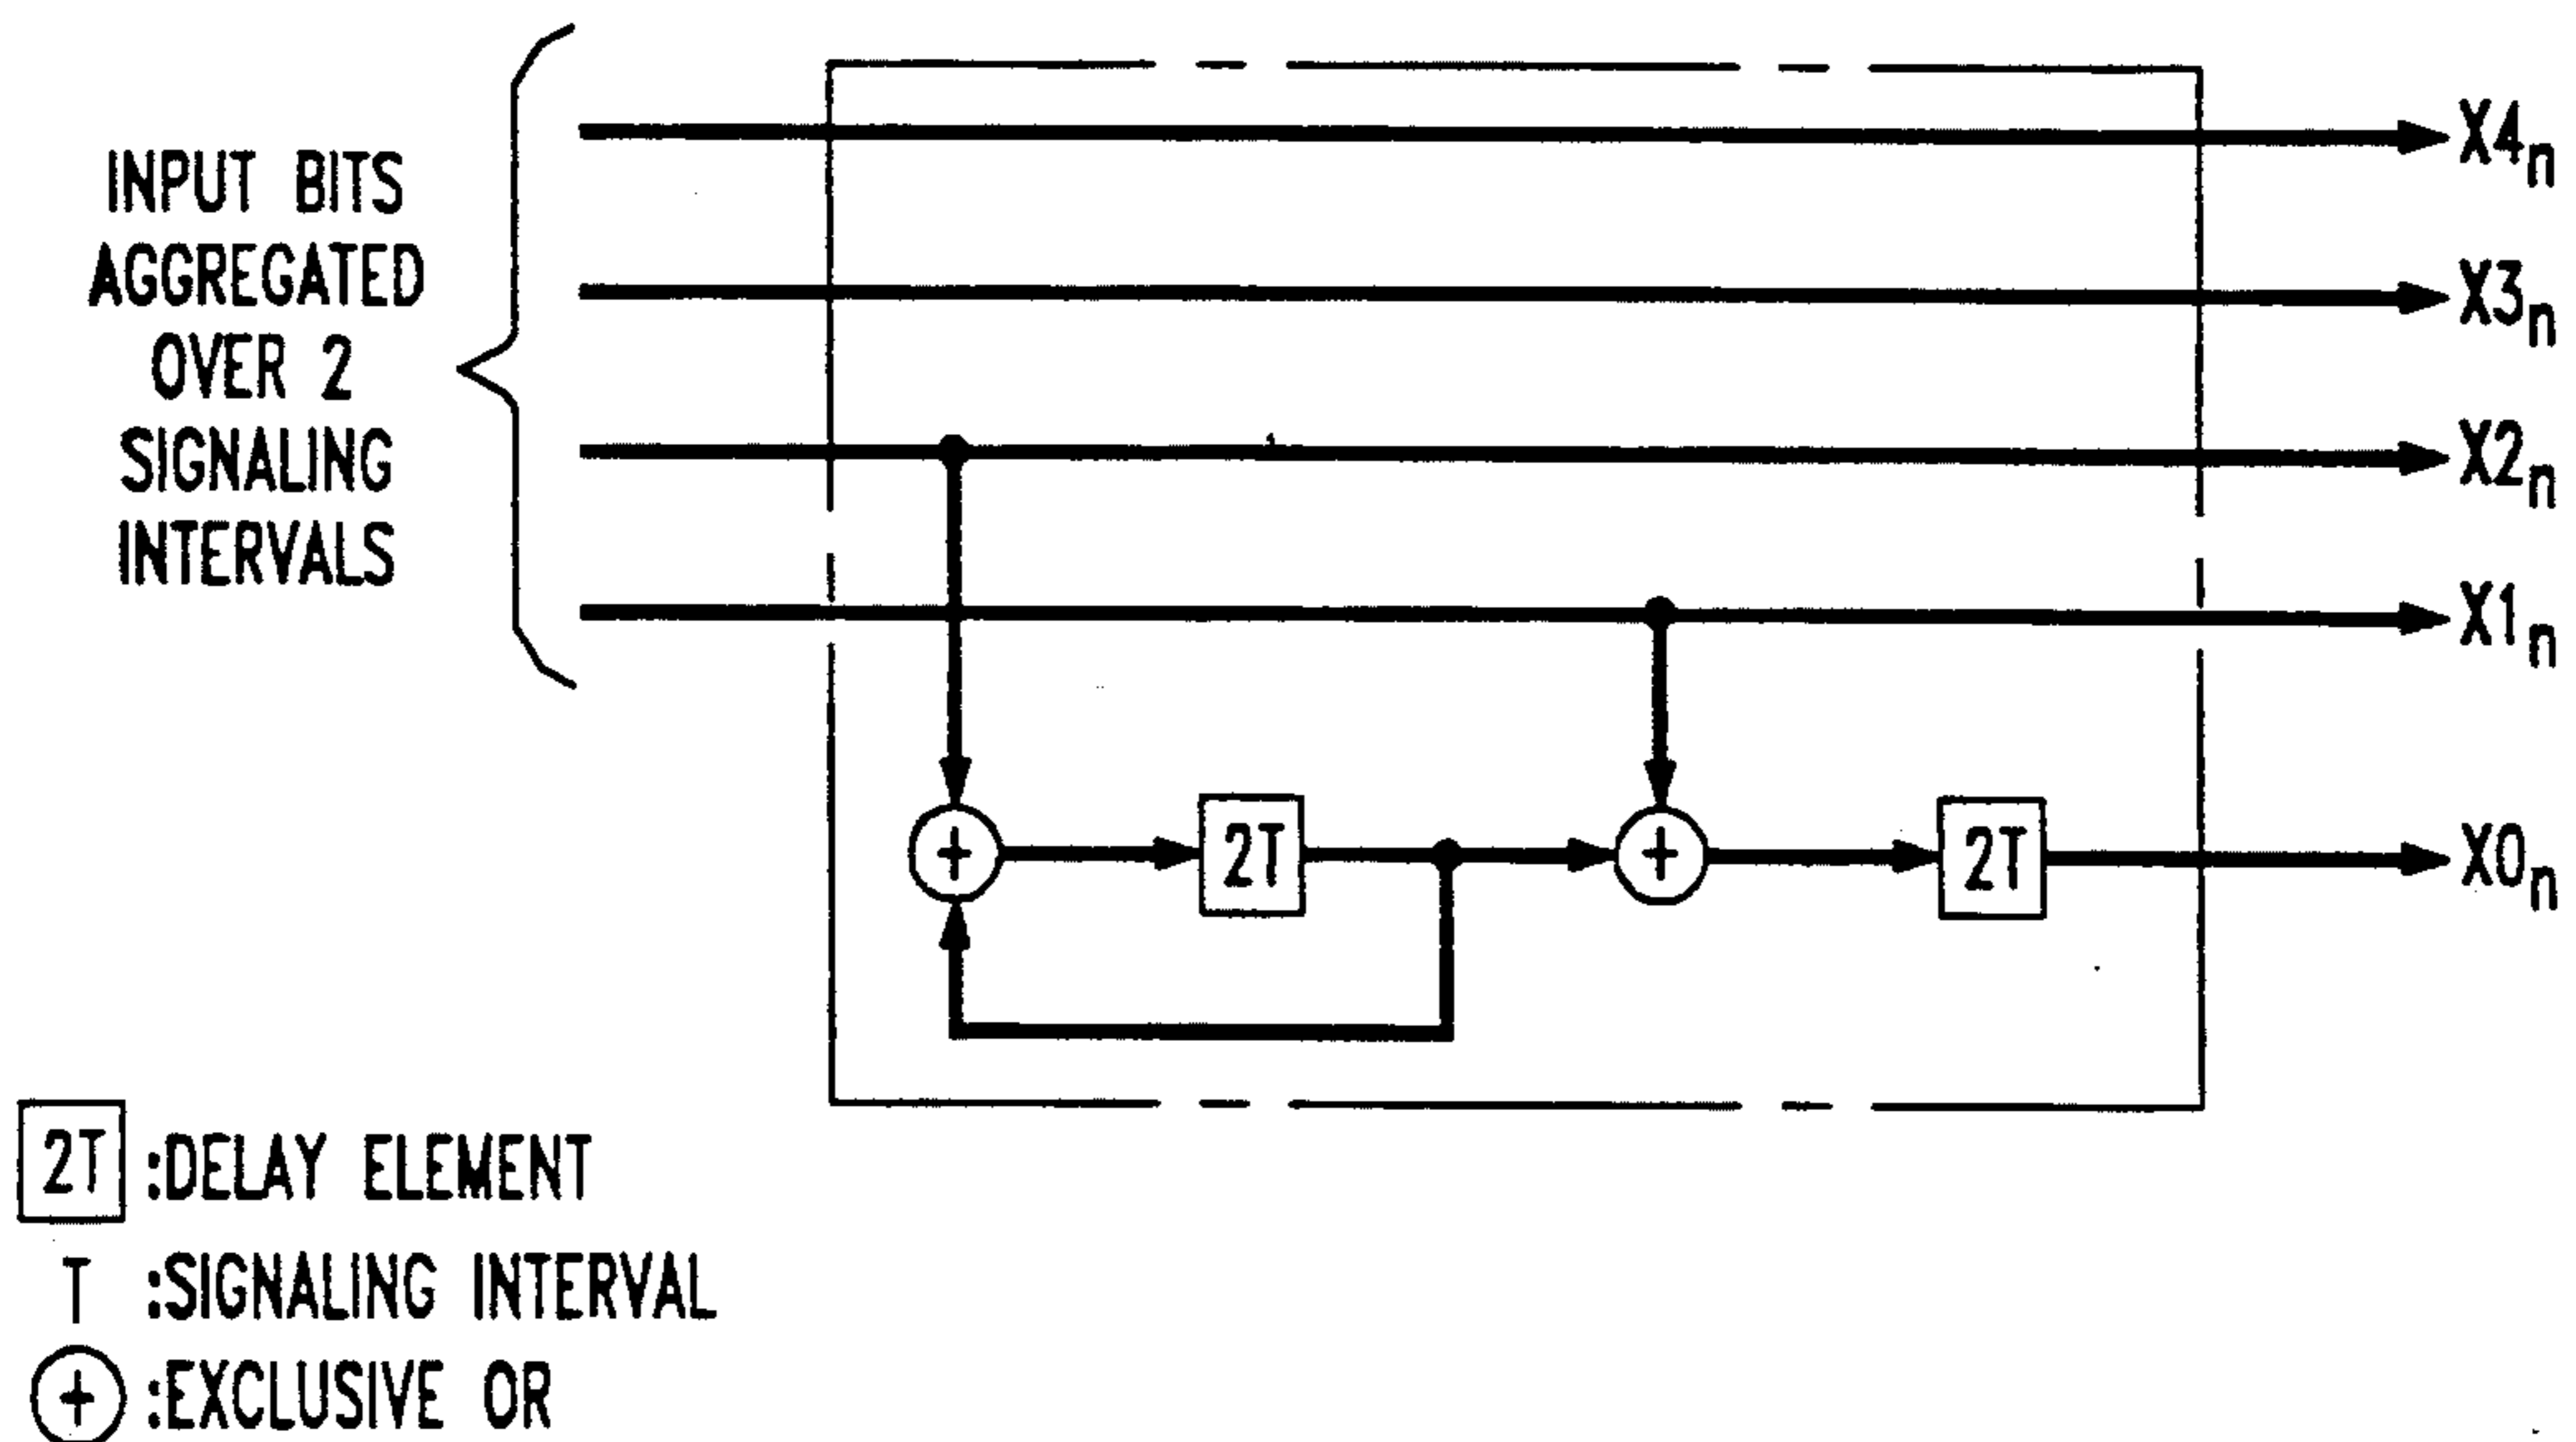 INPUT BITS
AGGREGATED
OVER 2
SIGNALING
INTERVALS
X4n
X3n
X2n
X1n
+
2T
+
2T
X0n
2T :DELAY ELEMENT
T :SIGNALING INTERVAL
+ :EXCLUSIVE OR